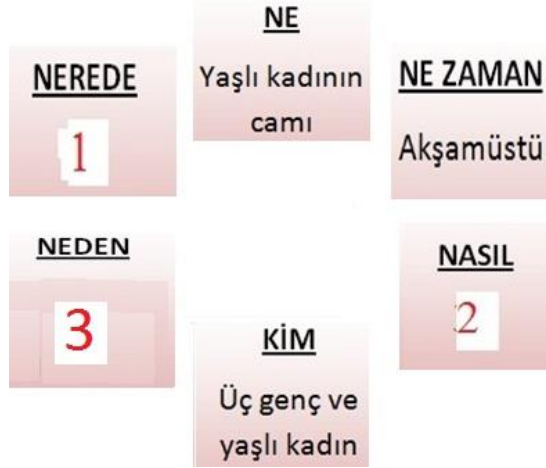 NE
Yaşlı kadının
camı
NEREDE
1
NE ZAMAN
Akşamüstü
NEDEN
3
NASIL
2
KİM
Üç genç ve
yaşlı kadın